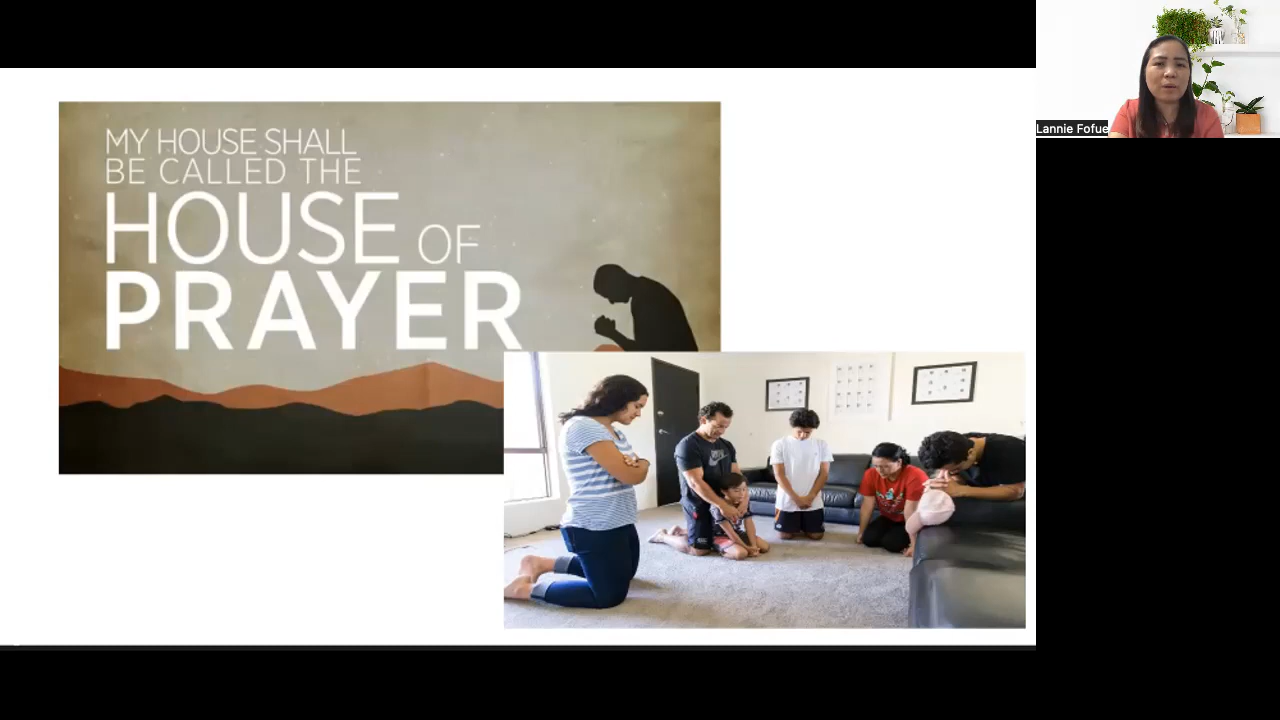 MY HOUSE SHALL
BE CALLED THE
HOUSE OF
PRAYER
Lannie Fofue